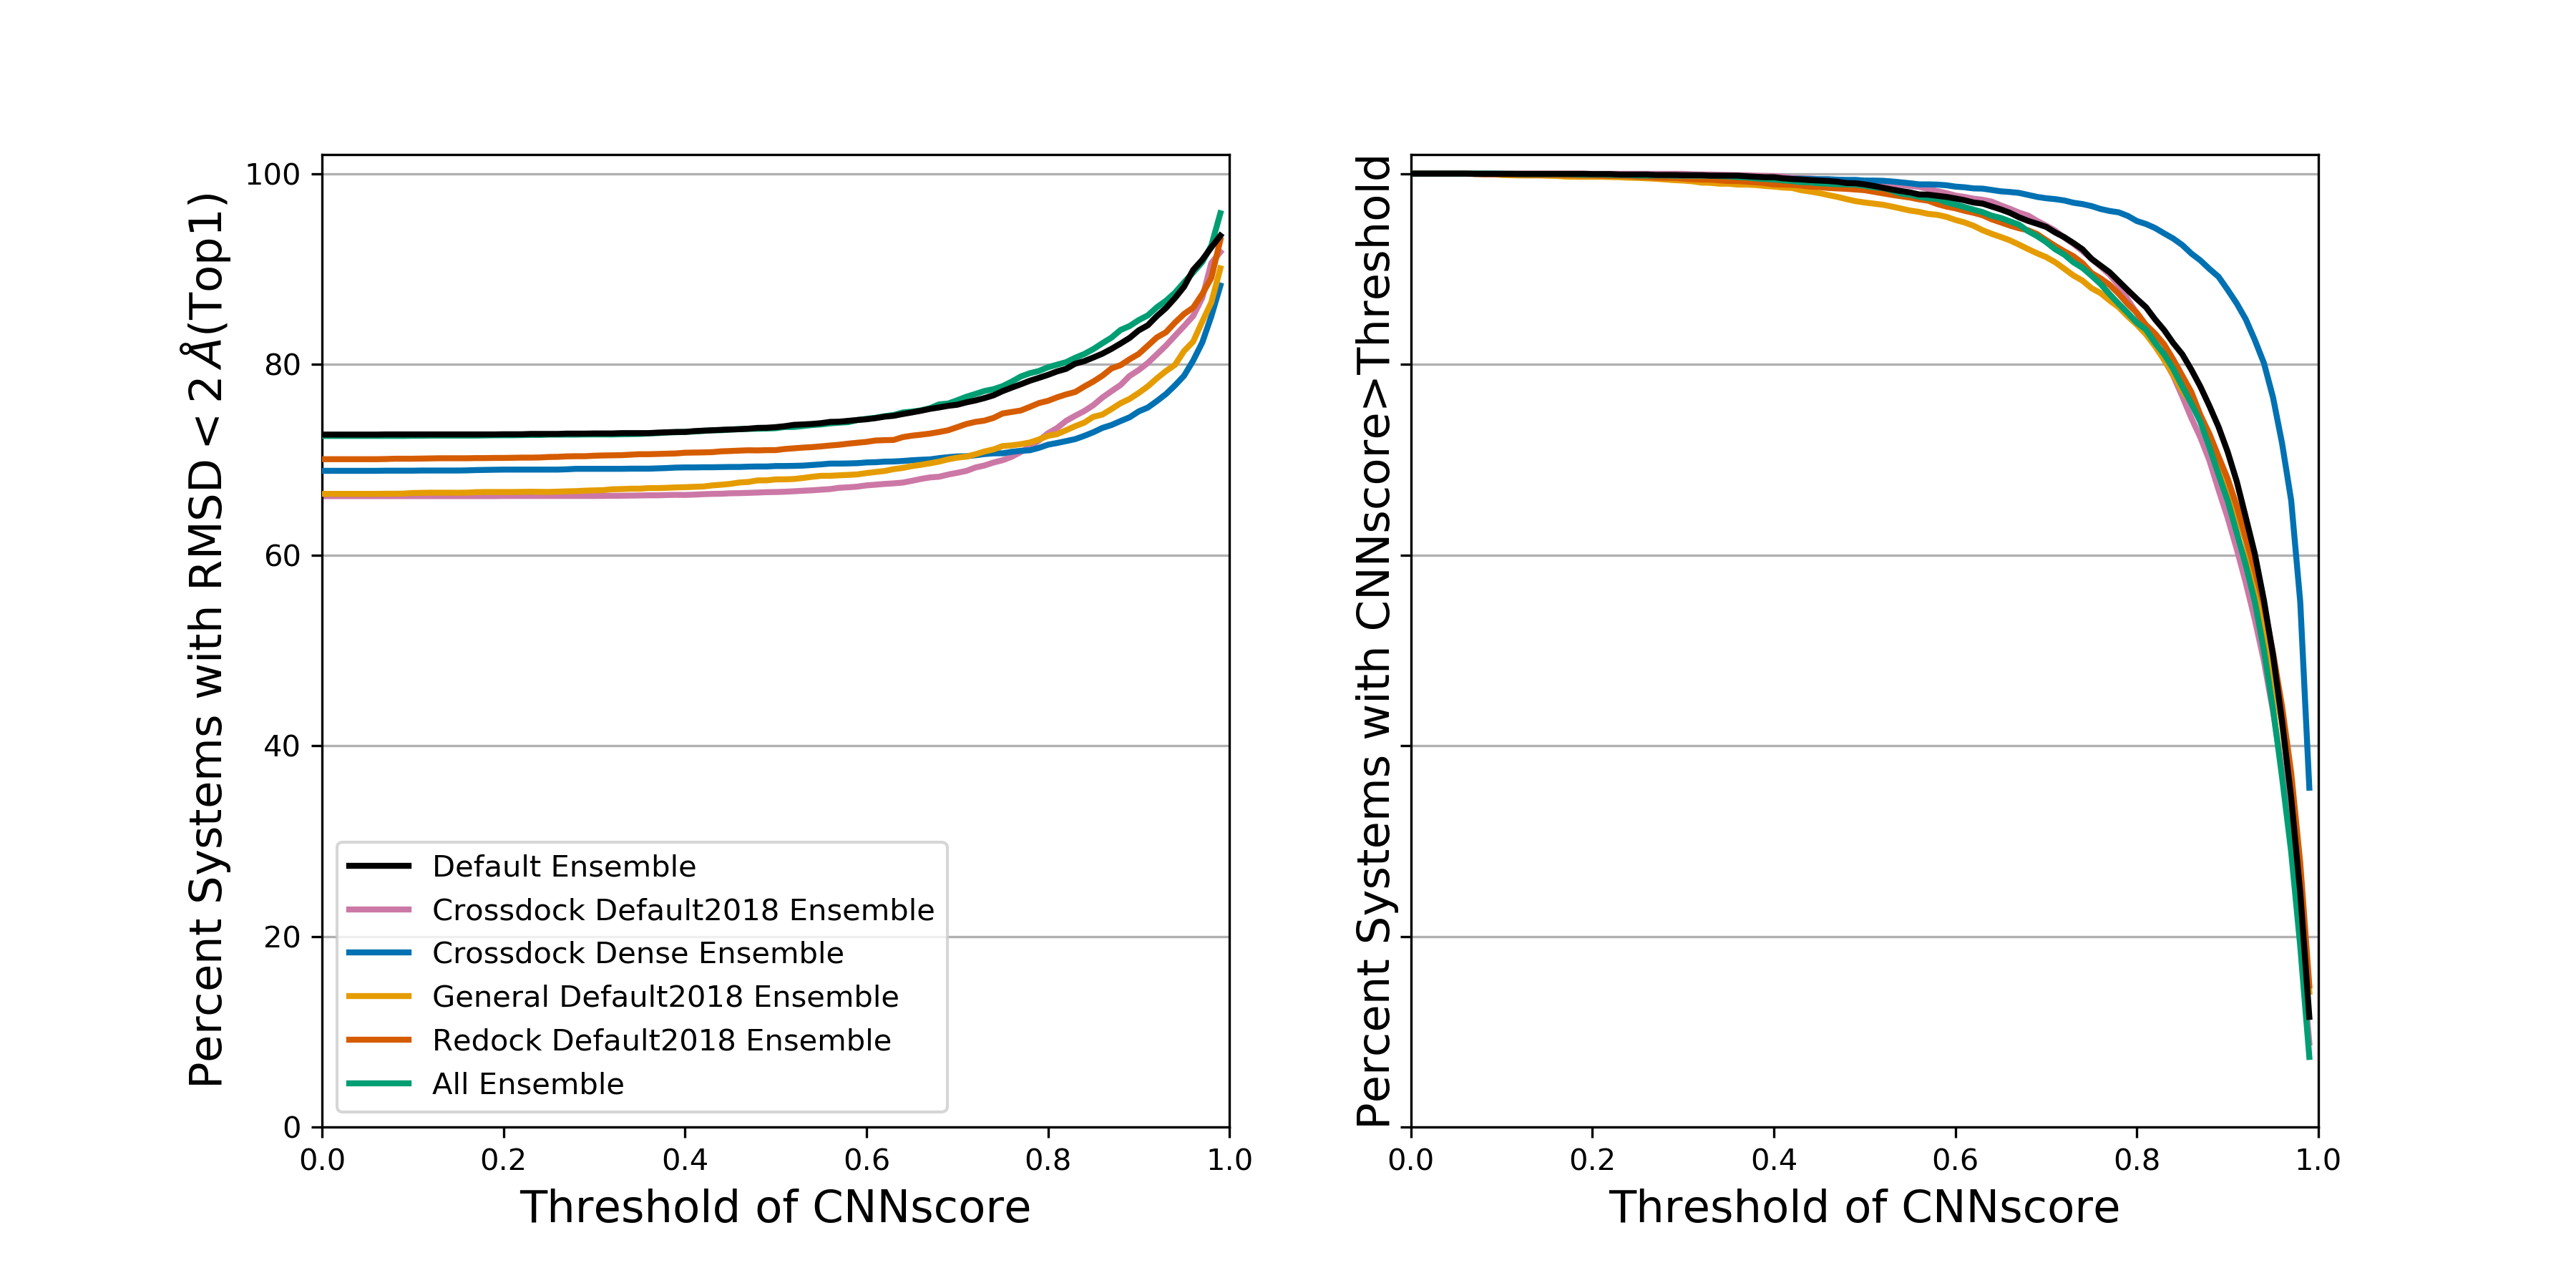 Percent Systems with RMSD < 2Å(Top1)
100
80
60
40
20
0
Default Ensemble
Crossdock Default2018 Ensemble
Crossdock Dense Ensemble
General Default2018 Ensemble
Redock Default2018 Ensemble
All Ensemble
0.0 0.2 0.4 0.6 0.8 1.0
Threshold of CNNscore
Percent Systems with CNNscore>Threshold
0.0 0.2 0.4 0.6 0.8 1.0
Threshold of CNNscore